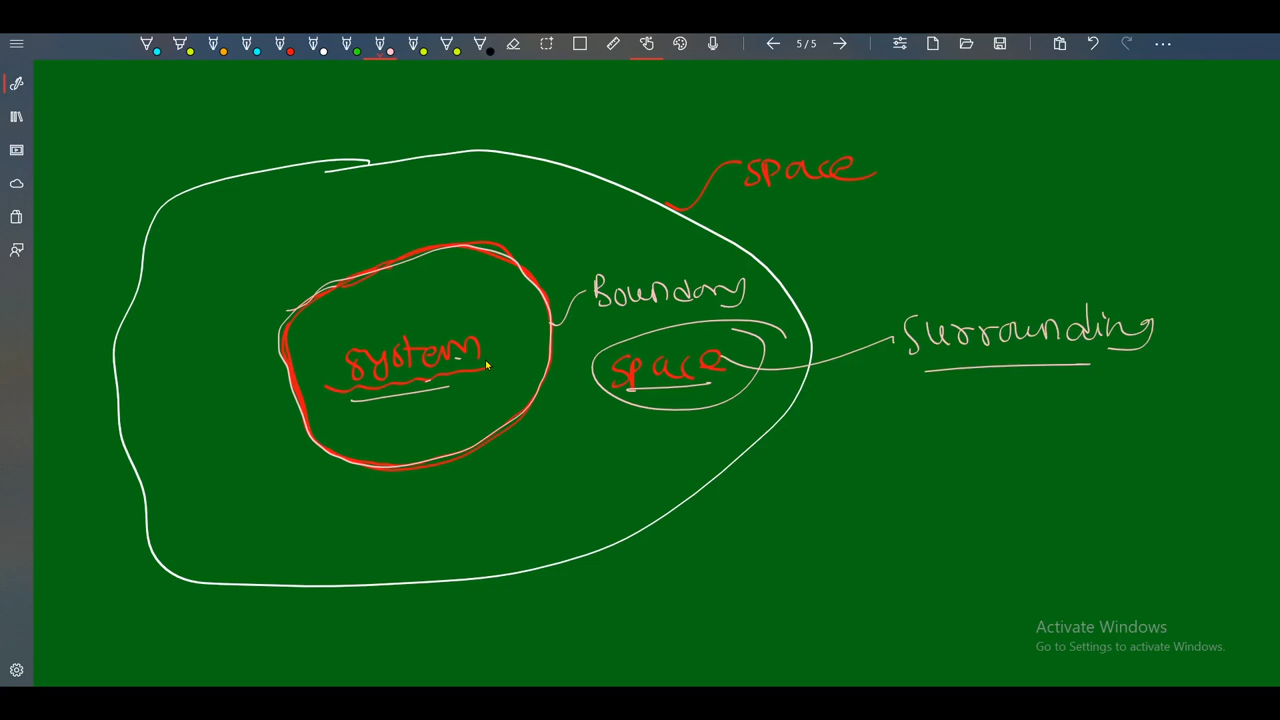 5/5
space
Boundary
Surrounding
system
space
Activate Windows
Go to Settings to activate Windows.